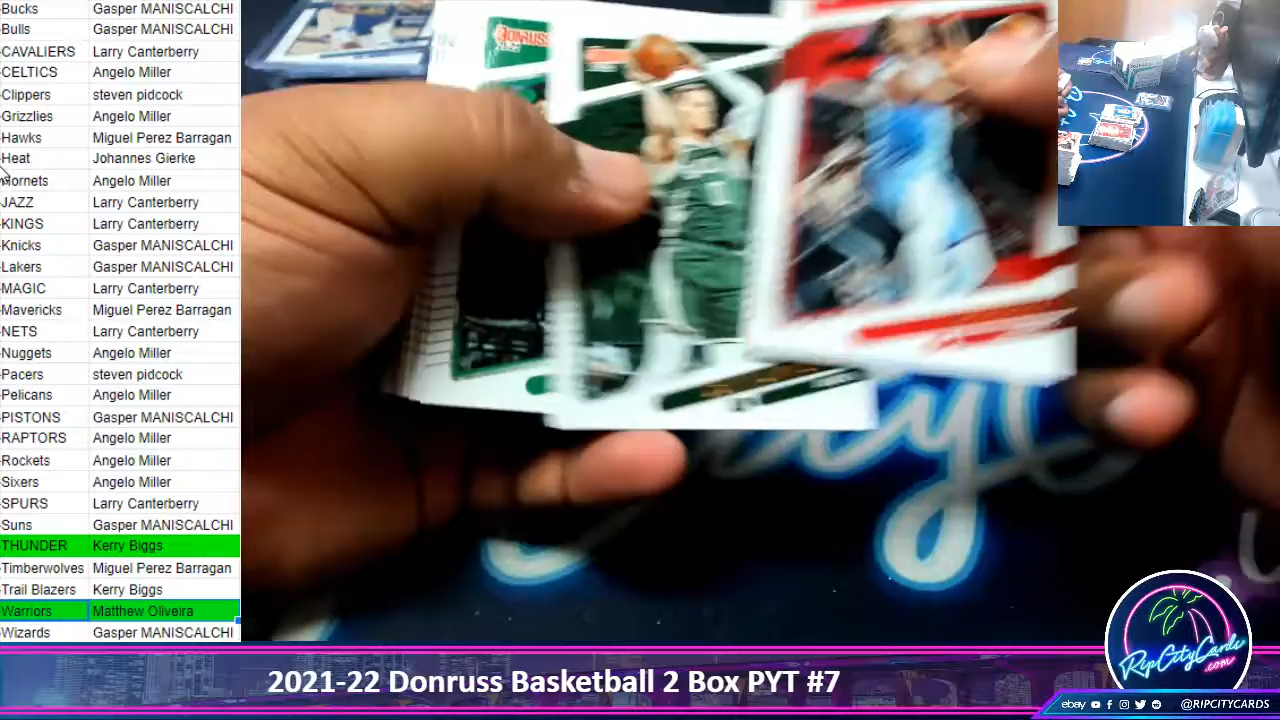 -Bucks Gasper MANISCALCHI
-Bulls Gasper MANISCALCHI
-CAVALIERS Larry Canterberry
-CELTICS Angelo Miller
-Clippers steven pidcock
-Grizzlies Angelo Miller
-Hawks Miguel Perez Barragan
-Heat Johannes Gierke
-Hornets Angelo Miller
-JAZZ Larry Canterberry
-KINGS Larry Canterberry
-Knicks Gasper MANISCALCHI
-Lakers Gasper MANISCALCHI
-MAGIC Larry Canterberry
-Mavericks Miguel Perez Barragan
-NETS Larry Canterberry
-Nuggets Angelo Miller
-Pacers steven pidcock
-Pelicans Angelo Miller
-PISTONS Gasper MANISCALCHI
-RAPTORS Angelo Miller
-Rockets Angelo Miller
-Sixers Angelo Miller
-SPURS Larry Canterberry
-Suns Gasper MANISCALCHI
-THUNDER Kerry Biggs
-Timberwolves Miguel Perez Barragan
-Trail Blazers Kerry Biggs
-Warriors Matthew Oliveira
-Wizards Gasper MANISCALCHI
DONRUSS
RipCityCards
.com
2021-22 Donruss Basketball 2 Box PYT #7
ebay @RIPCITYCARDS